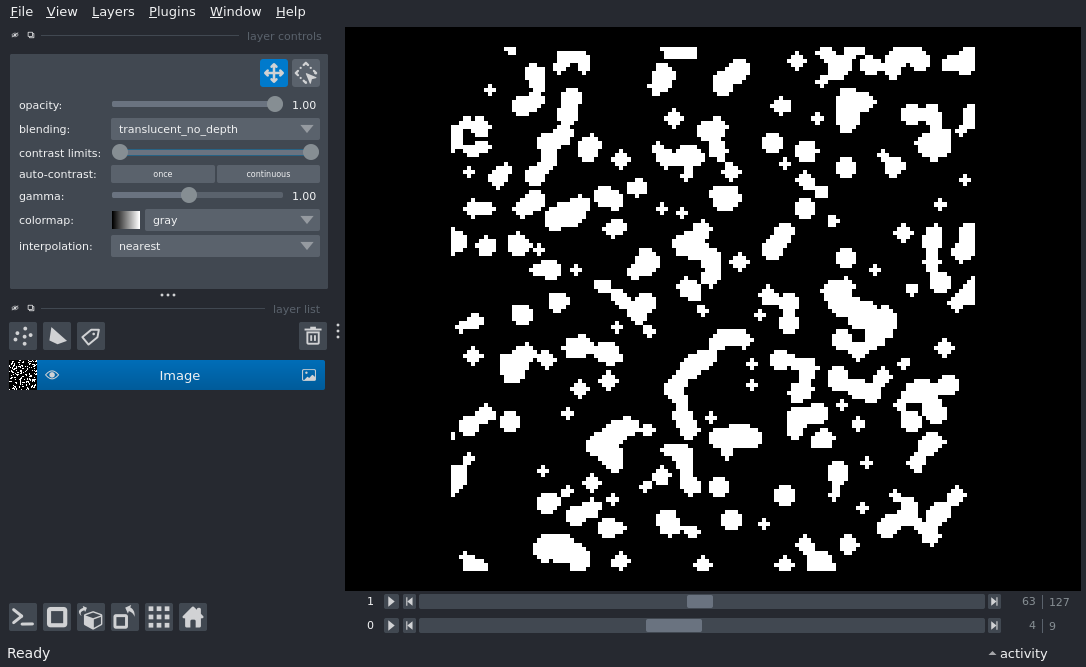 File View Layers Plugins Window Help
layer controls
opacity: 1.00
blending: translucent_no_depth
contrast limits:
auto-contrast: once continuous
gamma: 1.00
colormap: gray
interpolation: nearest
layer list
Image
1 63 127
0 4 9
Ready activity